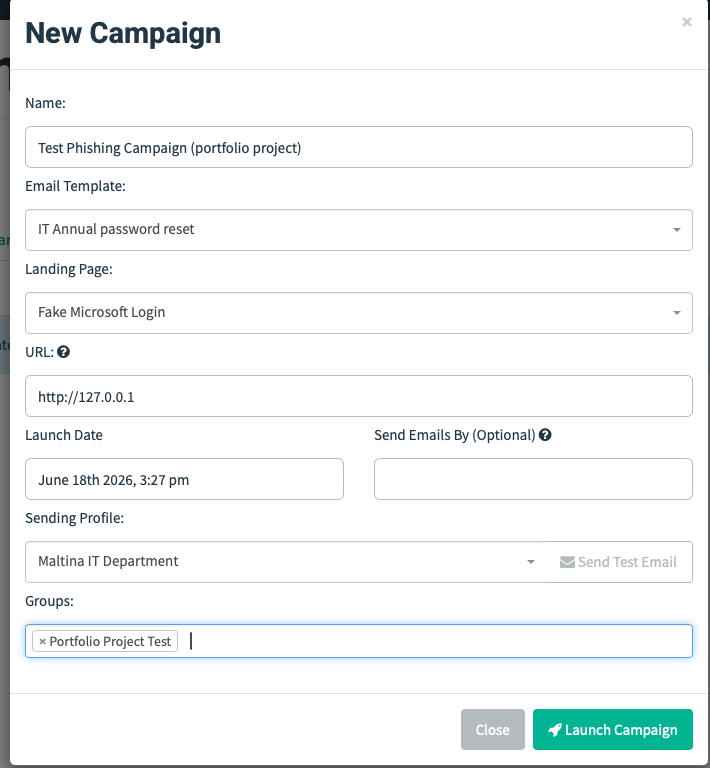 New Campaign
×
Name:
Test Phishing Campaign (portfolio project)
Email Template:
IT Annual password reset
Landing Page:
Fake Microsoft Login
URL:
http://127.0.0.1
Launch Date
Send Emails By (Optional)
June 18th 2026, 3:27 pm
Sending Profile:
Maltina IT Department
Send Test Email
Groups:
× Portfolio Project Test
Close
Launch Campaign